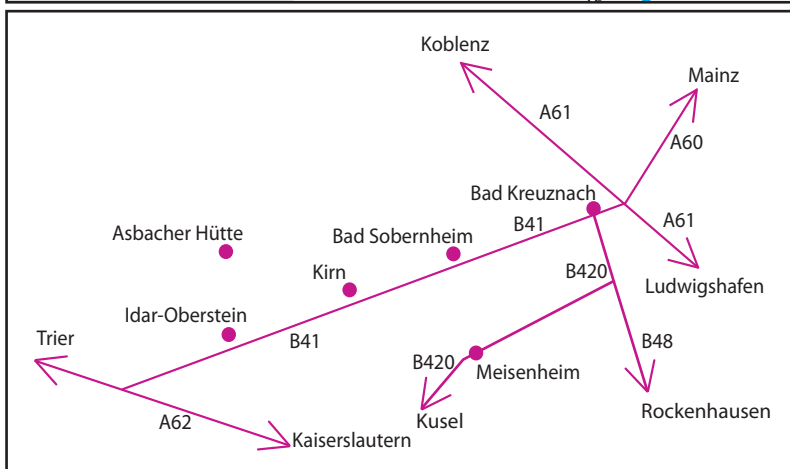 Koblenz
Mainz
A61
A60
Bad Kreuznach
A61
Asbacher Hütte
Bad Sobernheim
B41
Kirn
B420
Ludwigshafen
Idar-Oberstein
Trier
B41
B48
B420
Meisenheim
A62
Kusel
Rockenhausen
Kaiserslautern